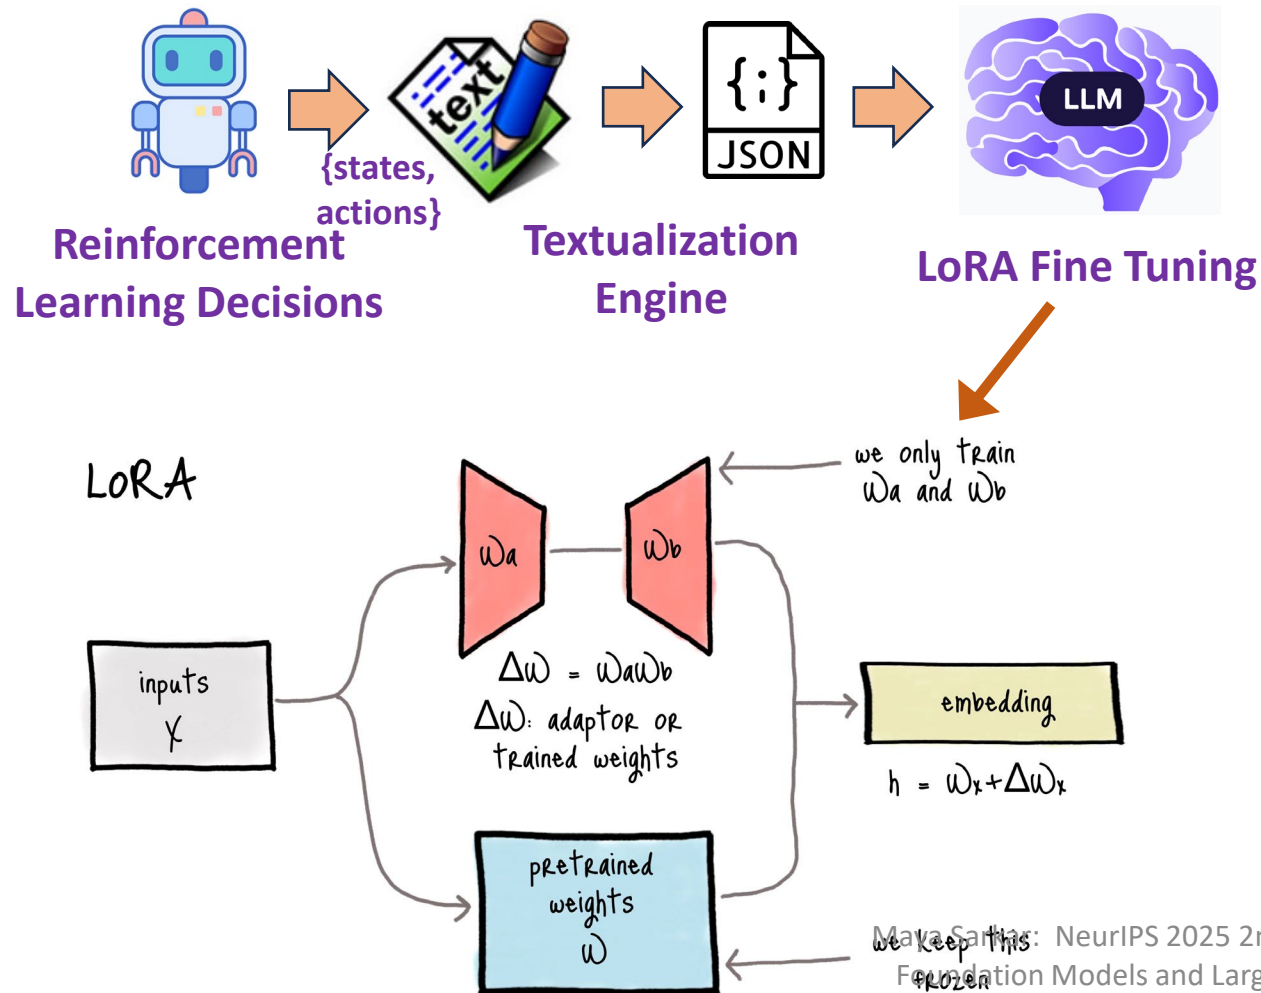 text
{;}
JSON
LLM
{states,
actions}
Reinforcement
Learning Decisions
Textualization
Engine
LoRA Fine Tuning
LoRA
we only train
Wa and Wb
Wa
Wb
inputs
X
ΔW = WaWb
ΔW: adaptor or
trained weights
embedding
h = Wx+ΔWx
pretrained
weights
W
we keep this
frozen
Maya Sarkar: NeurIPS 2025
Foundation Models and